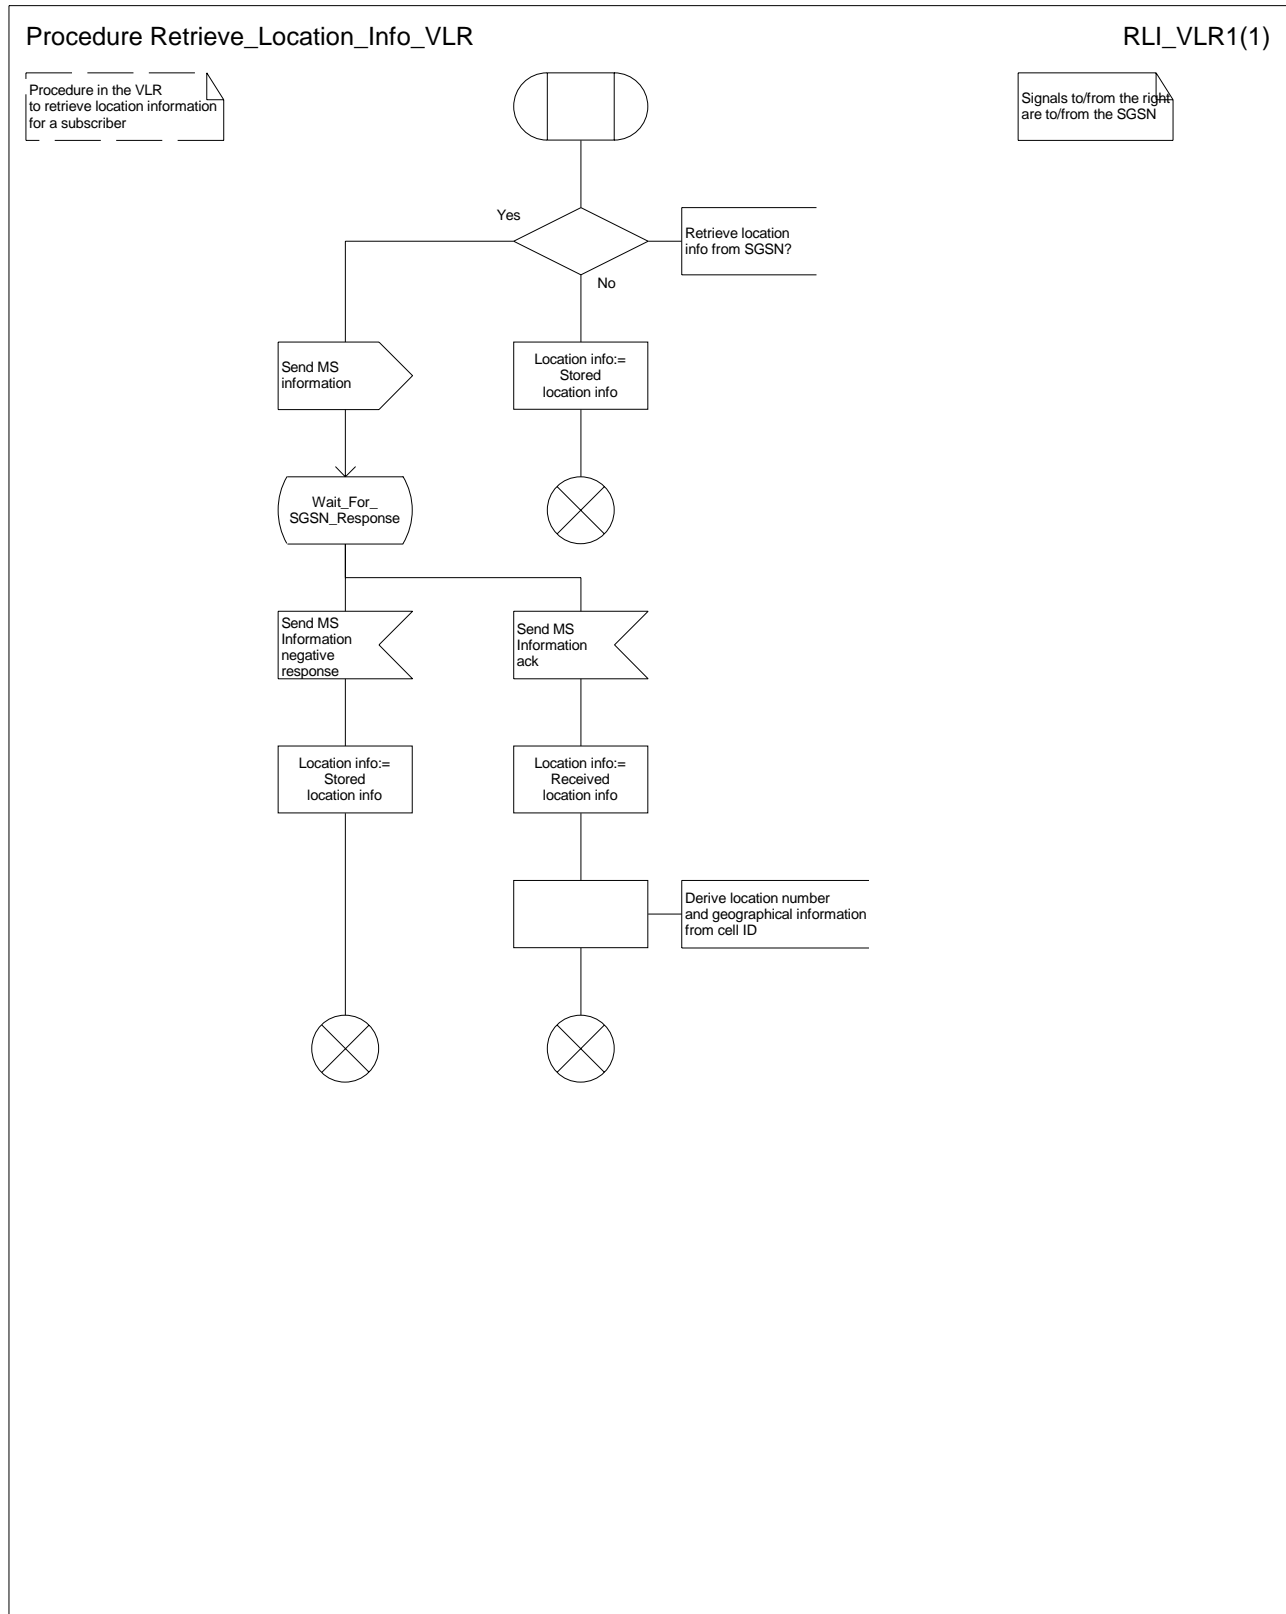 Procedure Retrieve_Location_Info_VLR
RLI_VLR1(1)
Procedure in the VLR
to retrieve location information
for a subscriber
Signals to/from the right
are to/from the SGSN
Yes
Retrieve location
info from SGSN?
No
Send MS
information
Location info:=
Stored
location info
Wait_For_
SGSN_Response
Send MS
Information
negative
response
Send MS
Information
ack
Location info:=
Stored
location info
Location info:=
Received
location info
Derive location number
and geographical information
from cell ID